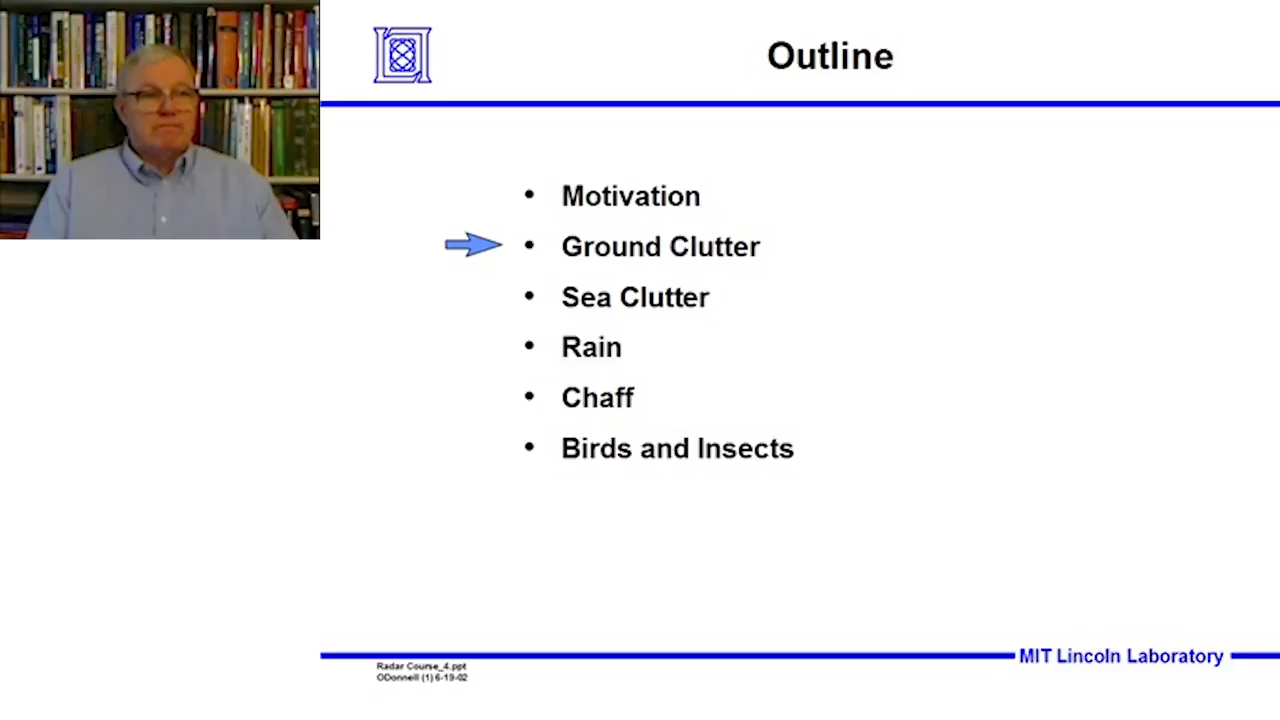 Outline
• Motivation
• Ground Clutter
• Sea Clutter
• Rain
• Chaff
• Birds and Insects
MIT Lincoln Laboratory
Radar Course_4.ppt
ODonnell (1) 6-19-02